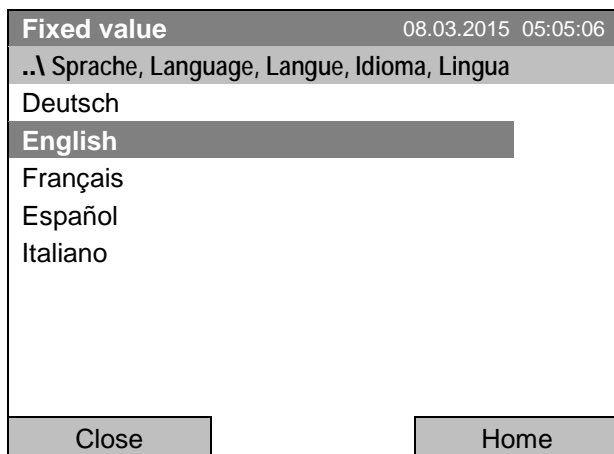 Fixed value 08.03.2015 05:05:06
..\ Sprache, Language, Langue, Idioma, Lingua
Deutsch
English
Français
Español
Italiano
Close Home